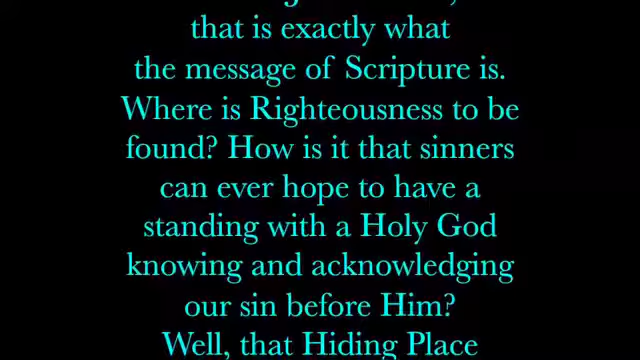 that is exactly what
the message of Scripture is.
Where is Righteousness to be
found? How is it that sinners
can ever hope to have a
standing with a Holy God
knowing and acknowledging
our sin before Him?
Well, that Hiding Place